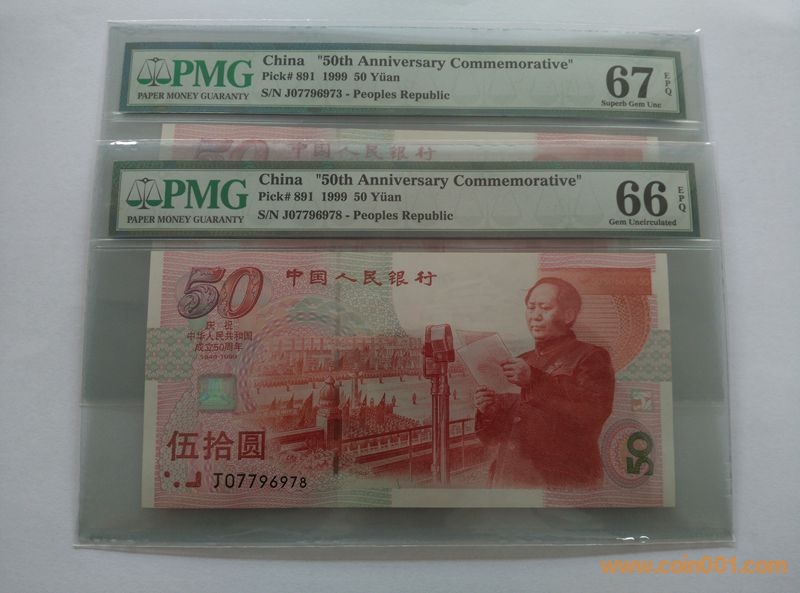 PMG
PAPER MONEY GUARANTY
China "50th Anniversary Commemorative"
Pick# 891 1999 50 Yüan
S/N J07796973 - Peoples Republic
67 EPQ
Superb Gem Unc
50 中国人民银行
PMG
PAPER MONEY GUARANTY
China "50th Anniversary Commemorative"
Pick# 891 1999 50 Yüan
S/N J07796978 - Peoples Republic
66 EPQ
Gem Uncirculated
50 中国人民银行
庆祝
中华人民共和国
成立50周年
1949-1999
伍拾圆
J07796978
50
www.coin001.com